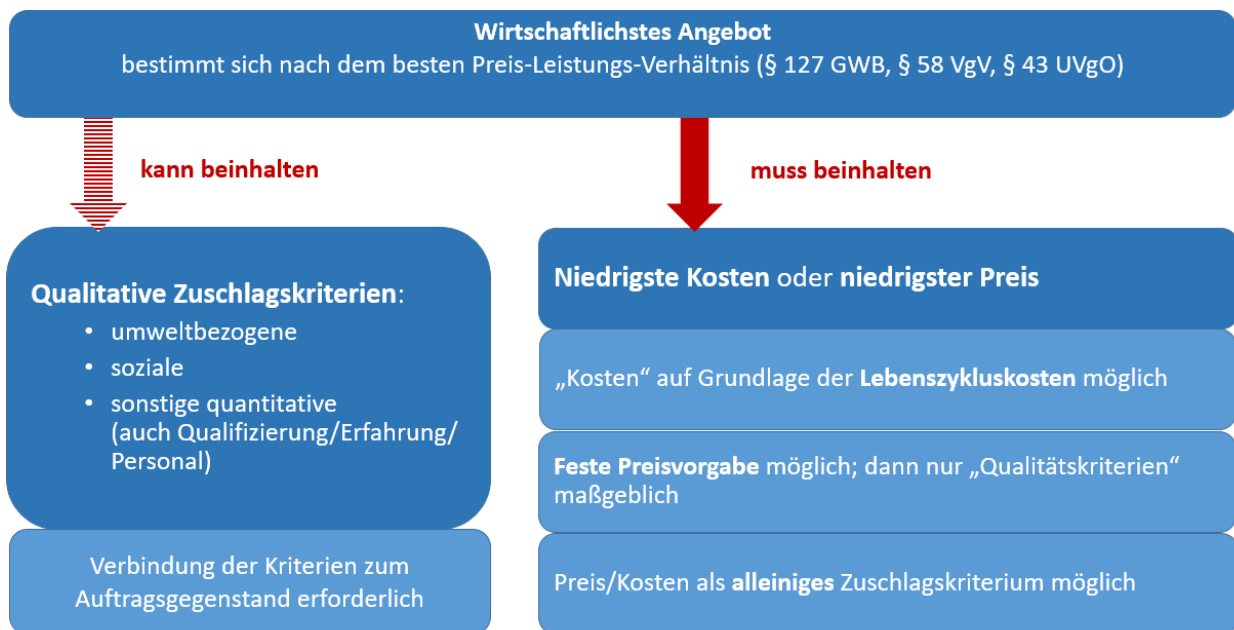 Wirtschaftlichstes Angebot
bestimmt sich nach dem besten Preis-Leistungs-Verhältnis (§ 127 GWB, § 58 VgV, § 43 UVgO)
kann beinhalten
muss beinhalten
Qualitative Zuschlagskriterien:
• umweltbezogene
• soziale
• sonstige quantitative
(auch Qualifizierung/Erfahrung/
Personal)
Verbindung der Kriterien zum
Auftragsgegenstand erforderlich
Niedrigste Kosten oder niedrigster Preis
„Kosten“ auf Grundlage der Lebenszykluskosten möglich
Feste Preisvorgabe möglich; dann nur „Qualitätskriterien“
maßgeblich
Preis/Kosten als alleiniges Zuschlagskriterium möglich